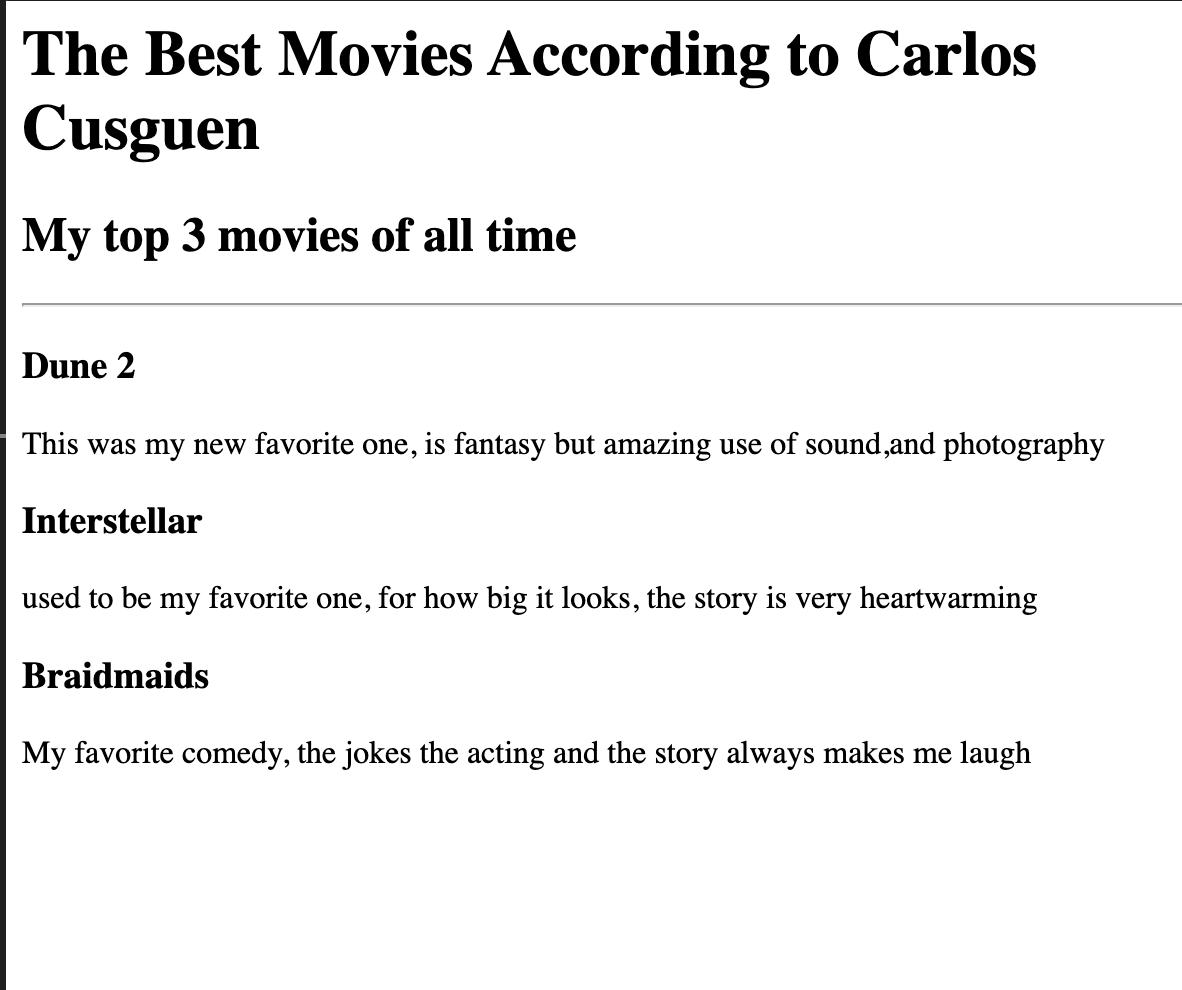 The Best Movies According to Carlos
Cusguen
My top 3 movies of all time
Dune 2
This was my new favorite one, is fantasy but amazing use of sound,and photography
Interstellar
used to be my favorite one, for how big it looks, the story is very heartwarming
Braidmaids
My favorite comedy, the jokes the acting and the story always makes me laugh